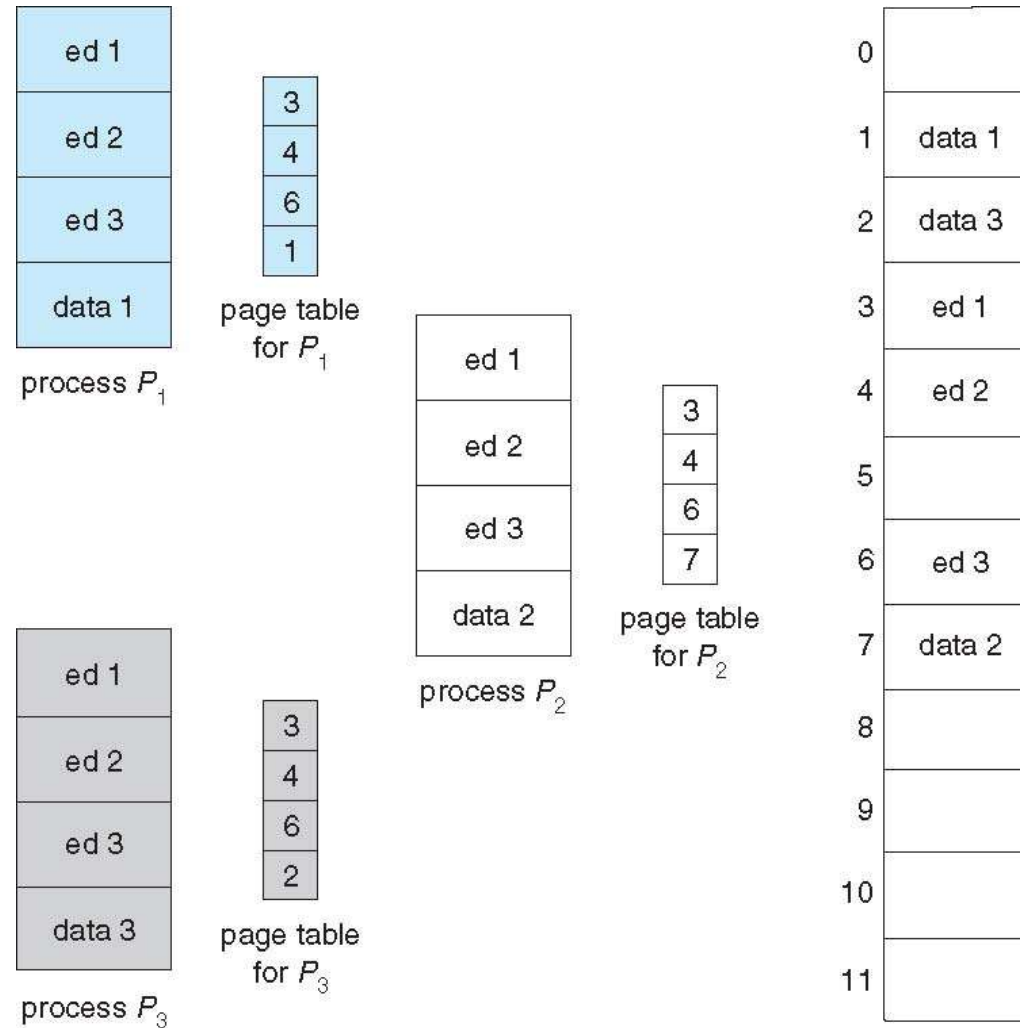 ed 1
ed 2
ed 3
data 1
process P1
3
4
6
1
page table
for P1
ed 1
ed 2
ed 3
data 2
process P2
3
4
6
7
page table
for P2
ed 1
ed 2
ed 3
data 3
process P3
3
4
6
2
page table
for P3
0
1 data 1
2 data 3
3 ed 1
4 ed 2
5
6 ed 3
7 data 2
8
9
10
11